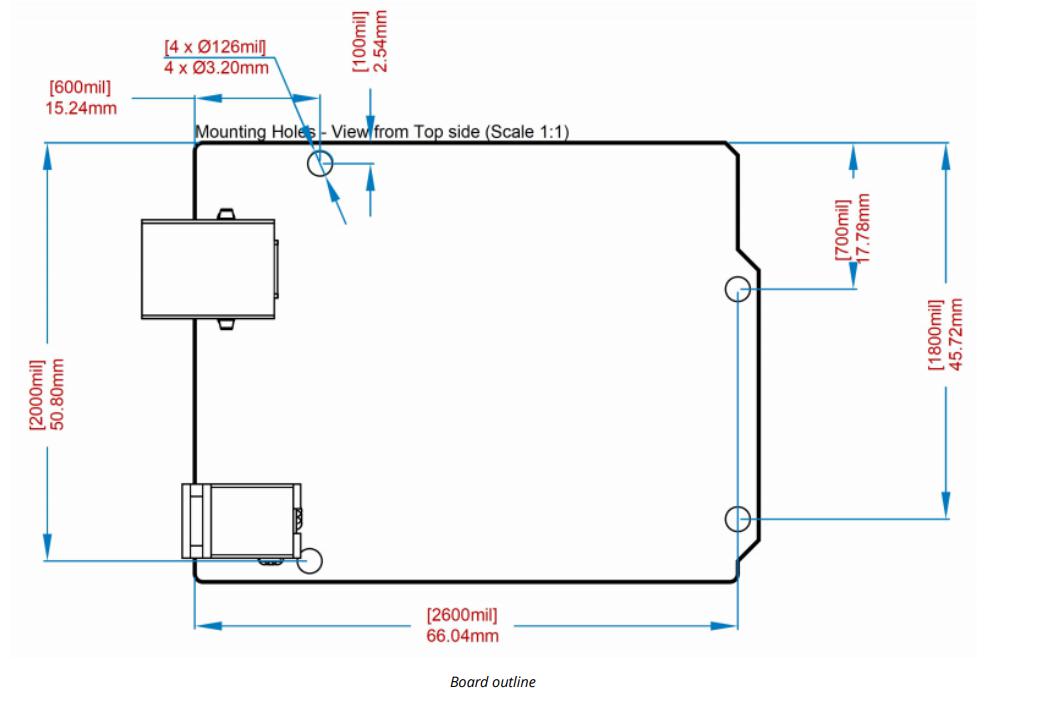 [4 x Ø126mil]
4 x Ø3.20mm
[100mil]
2.54mm
[600mil]
15.24mm
Mounting Holes - View from Top side (Scale 1:1)
[700mil]
17.78mm
[1800mil]
45.72mm
[2000mil]
50.80mm
[2600mil]
66.04mm
Board outline